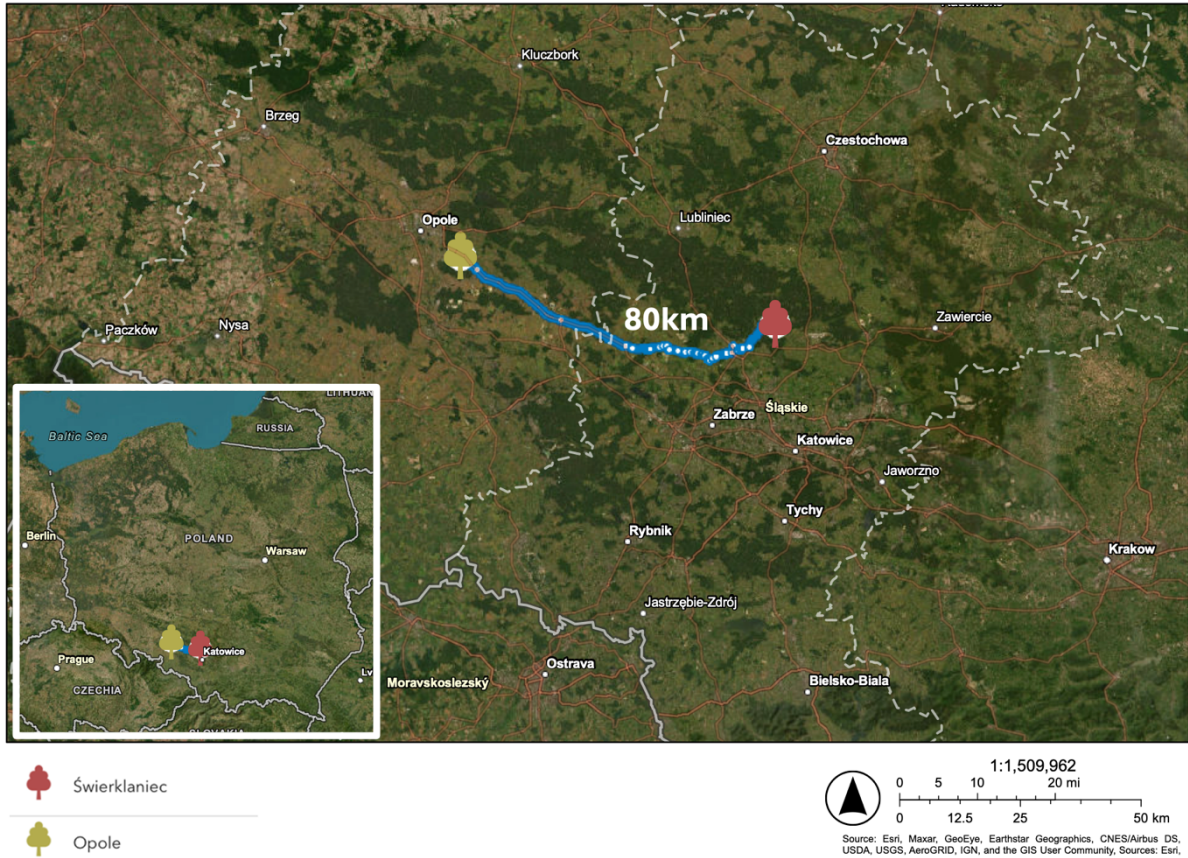 Kluczbork
Brzeg
Czestochowa
Opole
Lubliniec
80km
Zawiercie
Paczków
Nysa
Zabrze
Śląskie
Katowice
Jaworzno
Tychy
Rybnik
Krakow
Jastrzębie-Zdrój
Ostrava
Moravskoslezský
Bielsko-Biala
LITHUAN
Baltic Sea
RUSSIA
POLAND
Berlin
Warsaw
Katowice
Prague
Lv
CZECHIA
SLOVAKIA
Świerklaniec
Opole
1:1,509,962
0 5 10 20 mi
0 12.5 25 50 km
Source: Esri, Maxar, GeoEye, Earthstar Geographics, CNES/Airbus DS,
USDA, USGS, AeroGRID, IGN, and the GIS User Community, Sources: Esri,